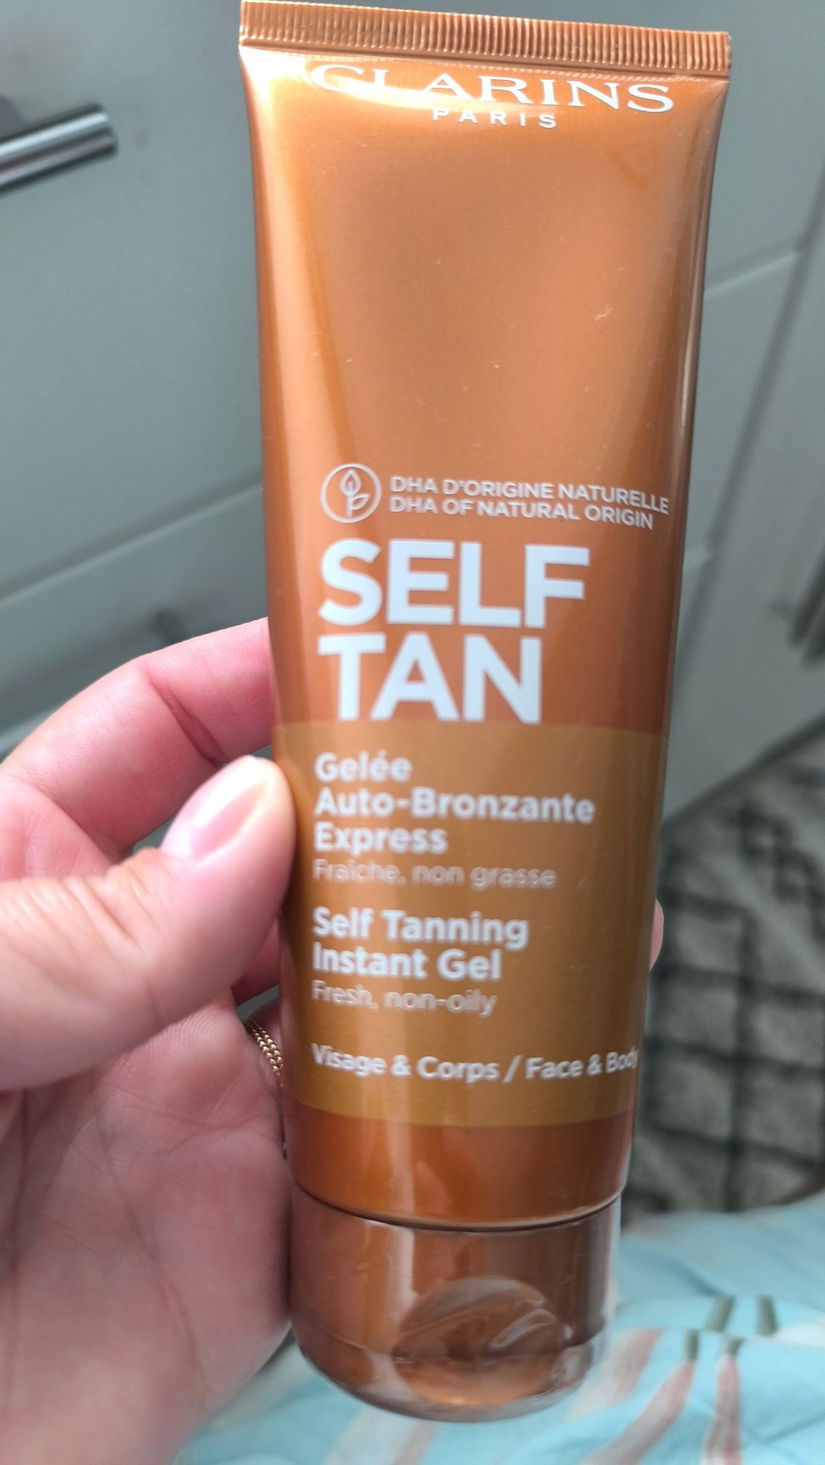 CLARINS
PARIS
DHA D'ORIGINE NATURELLE
DHA OF NATURAL ORIGIN
SELF
TAN
Gelée
Auto-Bronzante
Express
Fraîche, non grasse
Self Tanning
Instant Gel
Fresh, non-oily
Visage & Corps / Face & Body